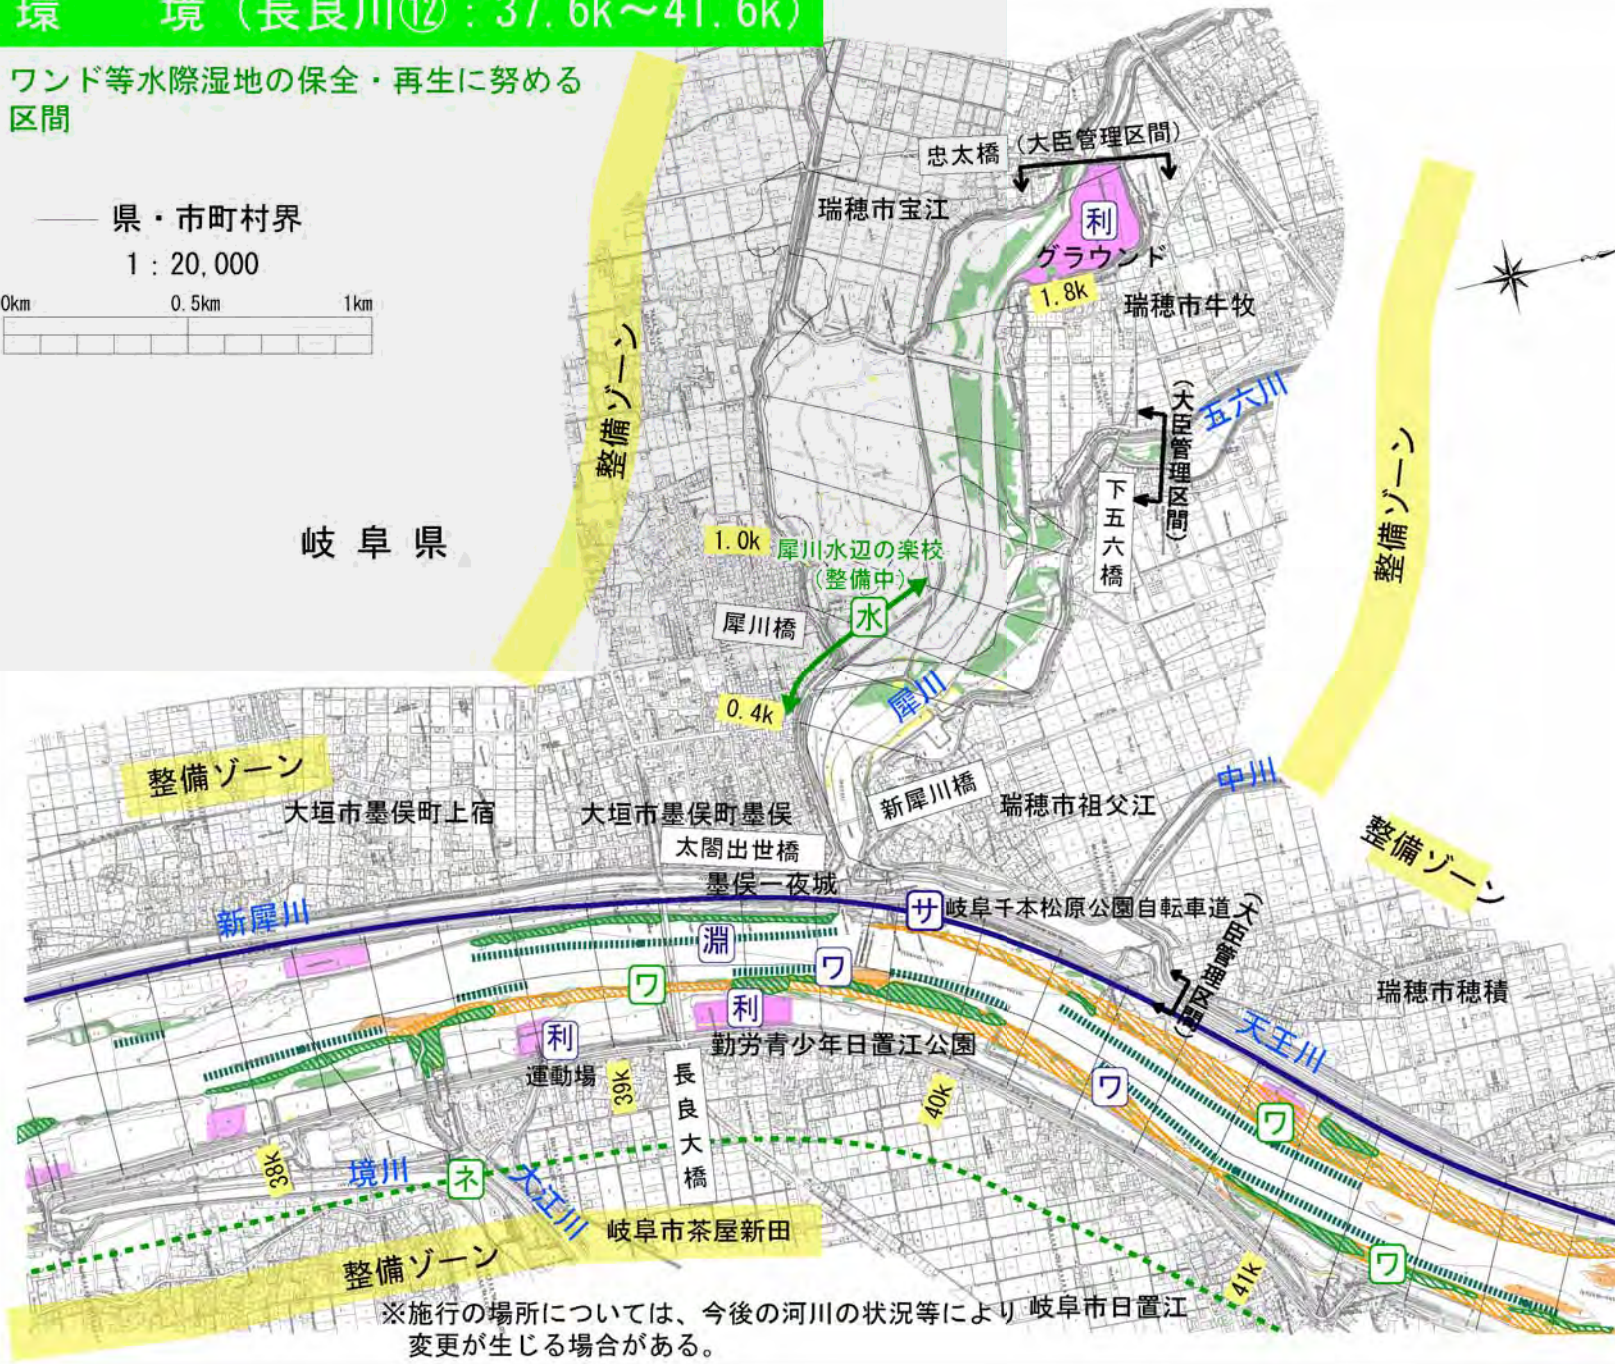 環　境（長良川⑫：37.6k～41.6k）
ワンド等水際湿地の保全・再生に努める
区間
県・市町村界
1：20,000
0km 0.5km 1km
岐阜県
整備ゾーン
忠太橋
(大臣管理区間)
瑞穂市宝江
利
グラウンド
1.8k
瑞穂市牛牧
五六川
(大臣管理区間)
下五六橋
整備ゾーン
1.0k
犀川水辺の楽校
(整備中)
水
犀川橋
0.4k
犀川
新犀川橋
瑞穂市祖父江
中川
整備ゾーン
整備ゾーン
大垣市墨俣町上宿
大垣市墨俣町墨俣
太閤出世橋
墨俣一夜城
サ
岐阜千本松原公園自転車道
(大臣管理区間)
瑞穂市穂積
天王川
新犀川
淵
ワ
ワ
利
利
運動場
勤労青少年日置江公園
39k
長良大橋
40k
ワ
ワ
ワ
38k
境川
ネ
大江川
岐阜市茶屋新田
整備ゾーン
41k
岐阜市日置江
※施行の場所については、今後の河川の状況等により
変更が生じる場合がある。